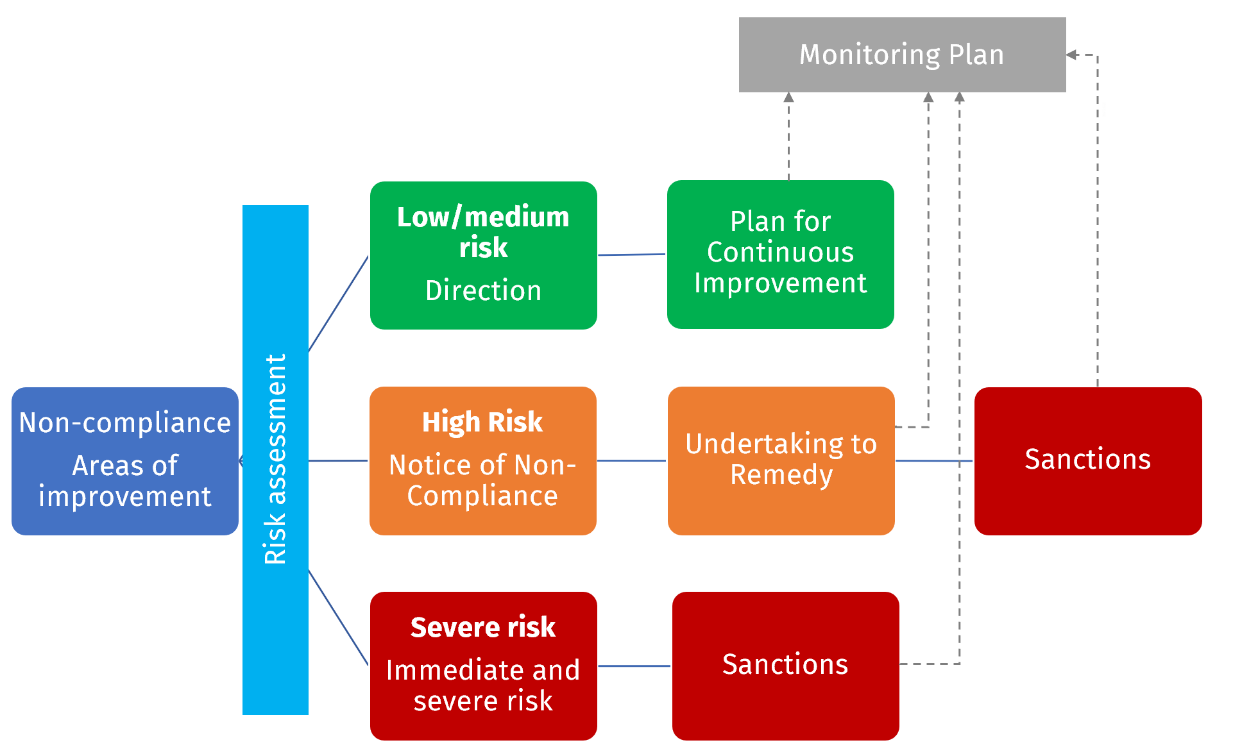 Monitoring Plan
Low/medium
risk
Direction
Plan for
Continuous
Improvement
Non-compliance
Areas of
improvement
Risk assessment
High Risk
Notice of Non-
Compliance
Undertaking to
Remedy
Sanctions
Severe risk
Immediate and
severe risk
Sanctions